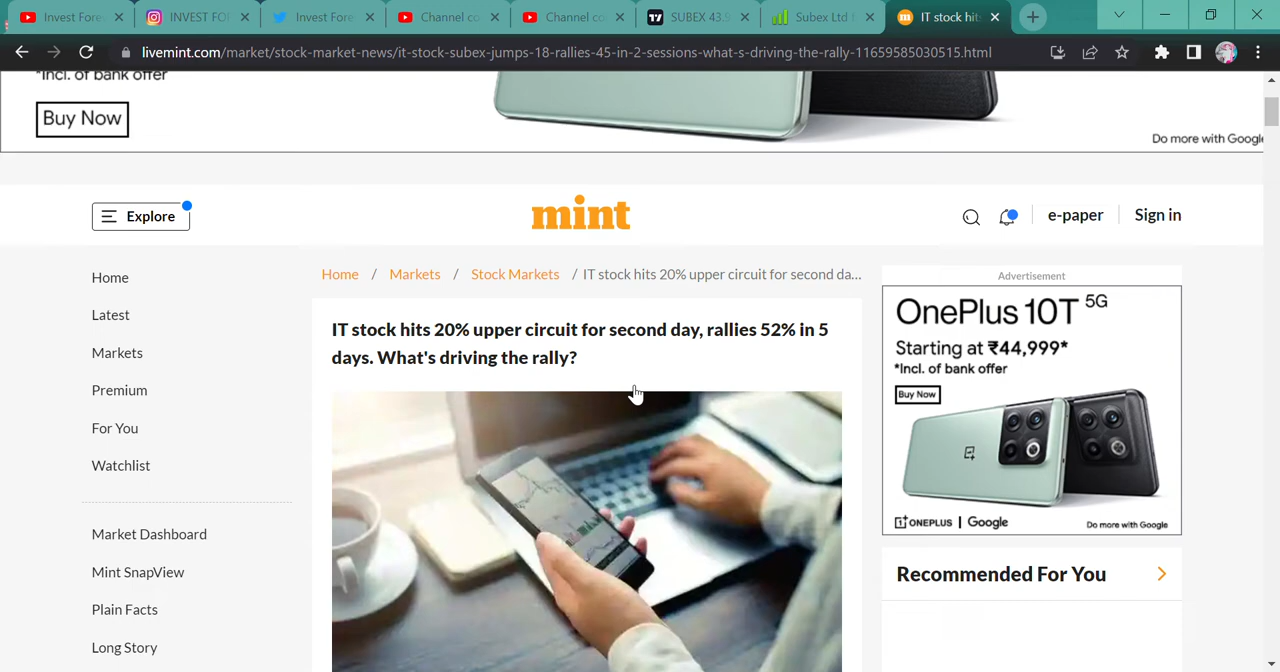 Invest Fore
INVEST FOI
Invest Fore
Channel co
Channel co
SUBEX 43.5
Subex Ltd f
IT stock hit
livemint.com/market/stock-market-news/it-stock-subex-jumps-18-rallies-45-in-2-sessions-what-s-driving-the-rally-11659585030515.html
*Incl. of bank offer
Buy Now
Do more with Google
Explore
mint
e-paper
Sign in
Home / Markets / Stock Markets / IT stock hits 20% upper circuit for second da...
IT stock hits 20% upper circuit for second day, rallies 52% in 5
days. What's driving the rally?
Home
Latest
Markets
Premium
For You
Watchlist
Market Dashboard
Mint SnapView
Plain Facts
Long Story
Advertisement
OnePlus 10T 5G
Starting at ₹44,999*
*Incl. of bank offer
Buy Now
ONEPLUS | Google
Do more with Google
Recommended For You